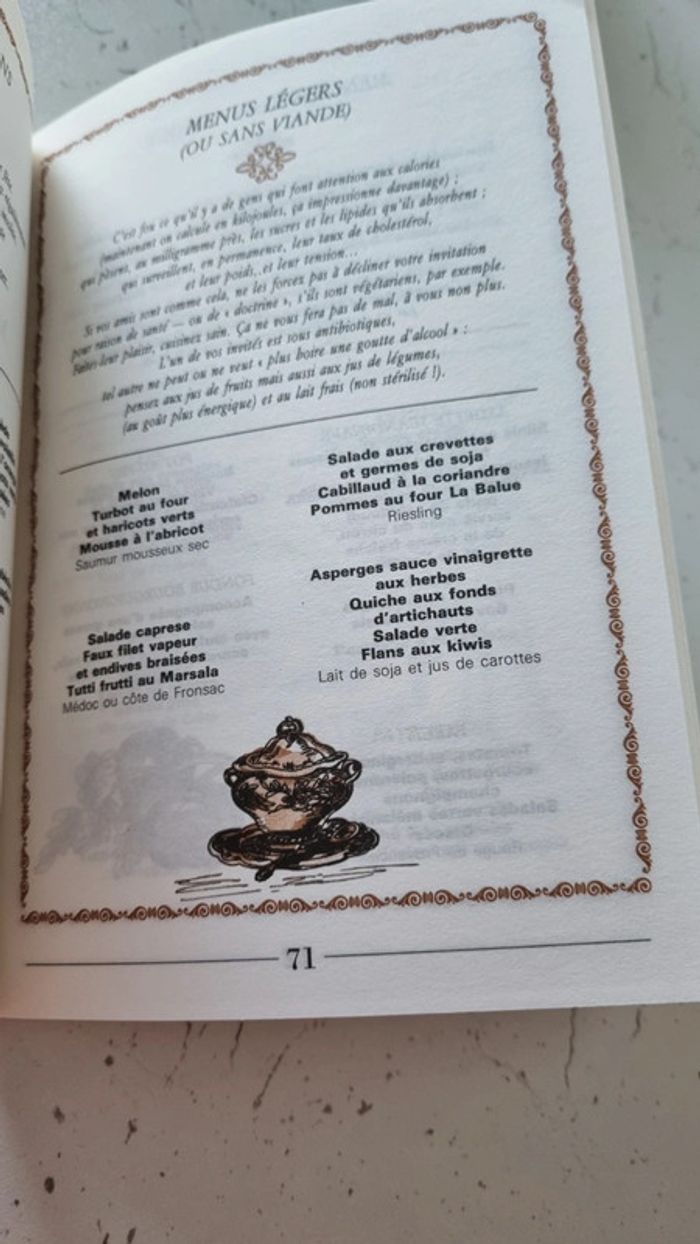 MENUS LÉGERS
(OU SANS VIANDE)
C'est fou ce qu'il y a de gens qui font attention aux calories
(maintenant on calcule en kilojoules, ça impressionne davantage) ;
qui pèsent, au milligramme près, les sucres et les lipides qu'ils absorbent ;
qui surveillent, en permanence, leur taux de cholestérol,
et leur poids, et leur tension...
Si vos amis sont comme cela, ne les forcez pas à décliner votre invitation
pour raison de santé — ou de « doctrine », s'ils sont végétariens, par exemple.
Faites leur plaisir, cuisinez sain. Ça ne vous fera pas de mal, à vous non plus.
L'un de vos invités est sous antibiotiques,
tel autre ne peut ou ne veut « plus boire une goutte d'alcool » :
pensez aux jus de fruits mais aussi aux jus de légumes,
(au goût plus énergique) et au lait frais (non stérilisé !).
Melon
Turbot au four
et haricots verts
Mousse à l'abricot
Saumur mousseux sec
Salade caprese
Faux filet vapeur
et endives braisées
Tutti frutti au Marsala
Médoc ou côte de Fronsac
Salade aux crevettes
et germes de soja
Cabillaud à la coriandre
Pommes au four La Balue
Riesling
Asperges sauce vinaigrette
aux herbes
Quiche aux fonds
d'artichauts
Salade verte
Flans aux kiwis
Lait de soja et jus de carottes
71